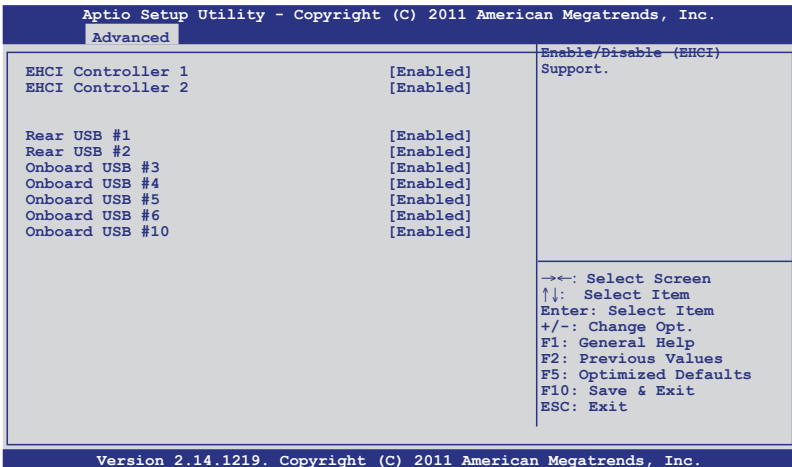 Aptio Setup Utility - Copyright (C) 2011 American Megatrends, Inc.
Advanced
EHCI Controller 1 [Enabled]
EHCI Controller 2 [Enabled]
Rear USB #1 [Enabled]
Rear USB #2 [Enabled]
Onboard USB #3 [Enabled]
Onboard USB #4 [Enabled]
Onboard USB #5 [Enabled]
Onboard USB #6 [Enabled]
Onboard USB #10 [Enabled]
Enable/Disable (EHCI)
Support.
→←: Select Screen
↑↓: Select Item
Enter: Select Item
+/-: Change Opt.
F1: General Help
F2: Previous Values
F5: Optimized Defaults
F10: Save & Exit
ESC: Exit
Version 2.14.1219. Copyright (C) 2011 American Megatrends, Inc.